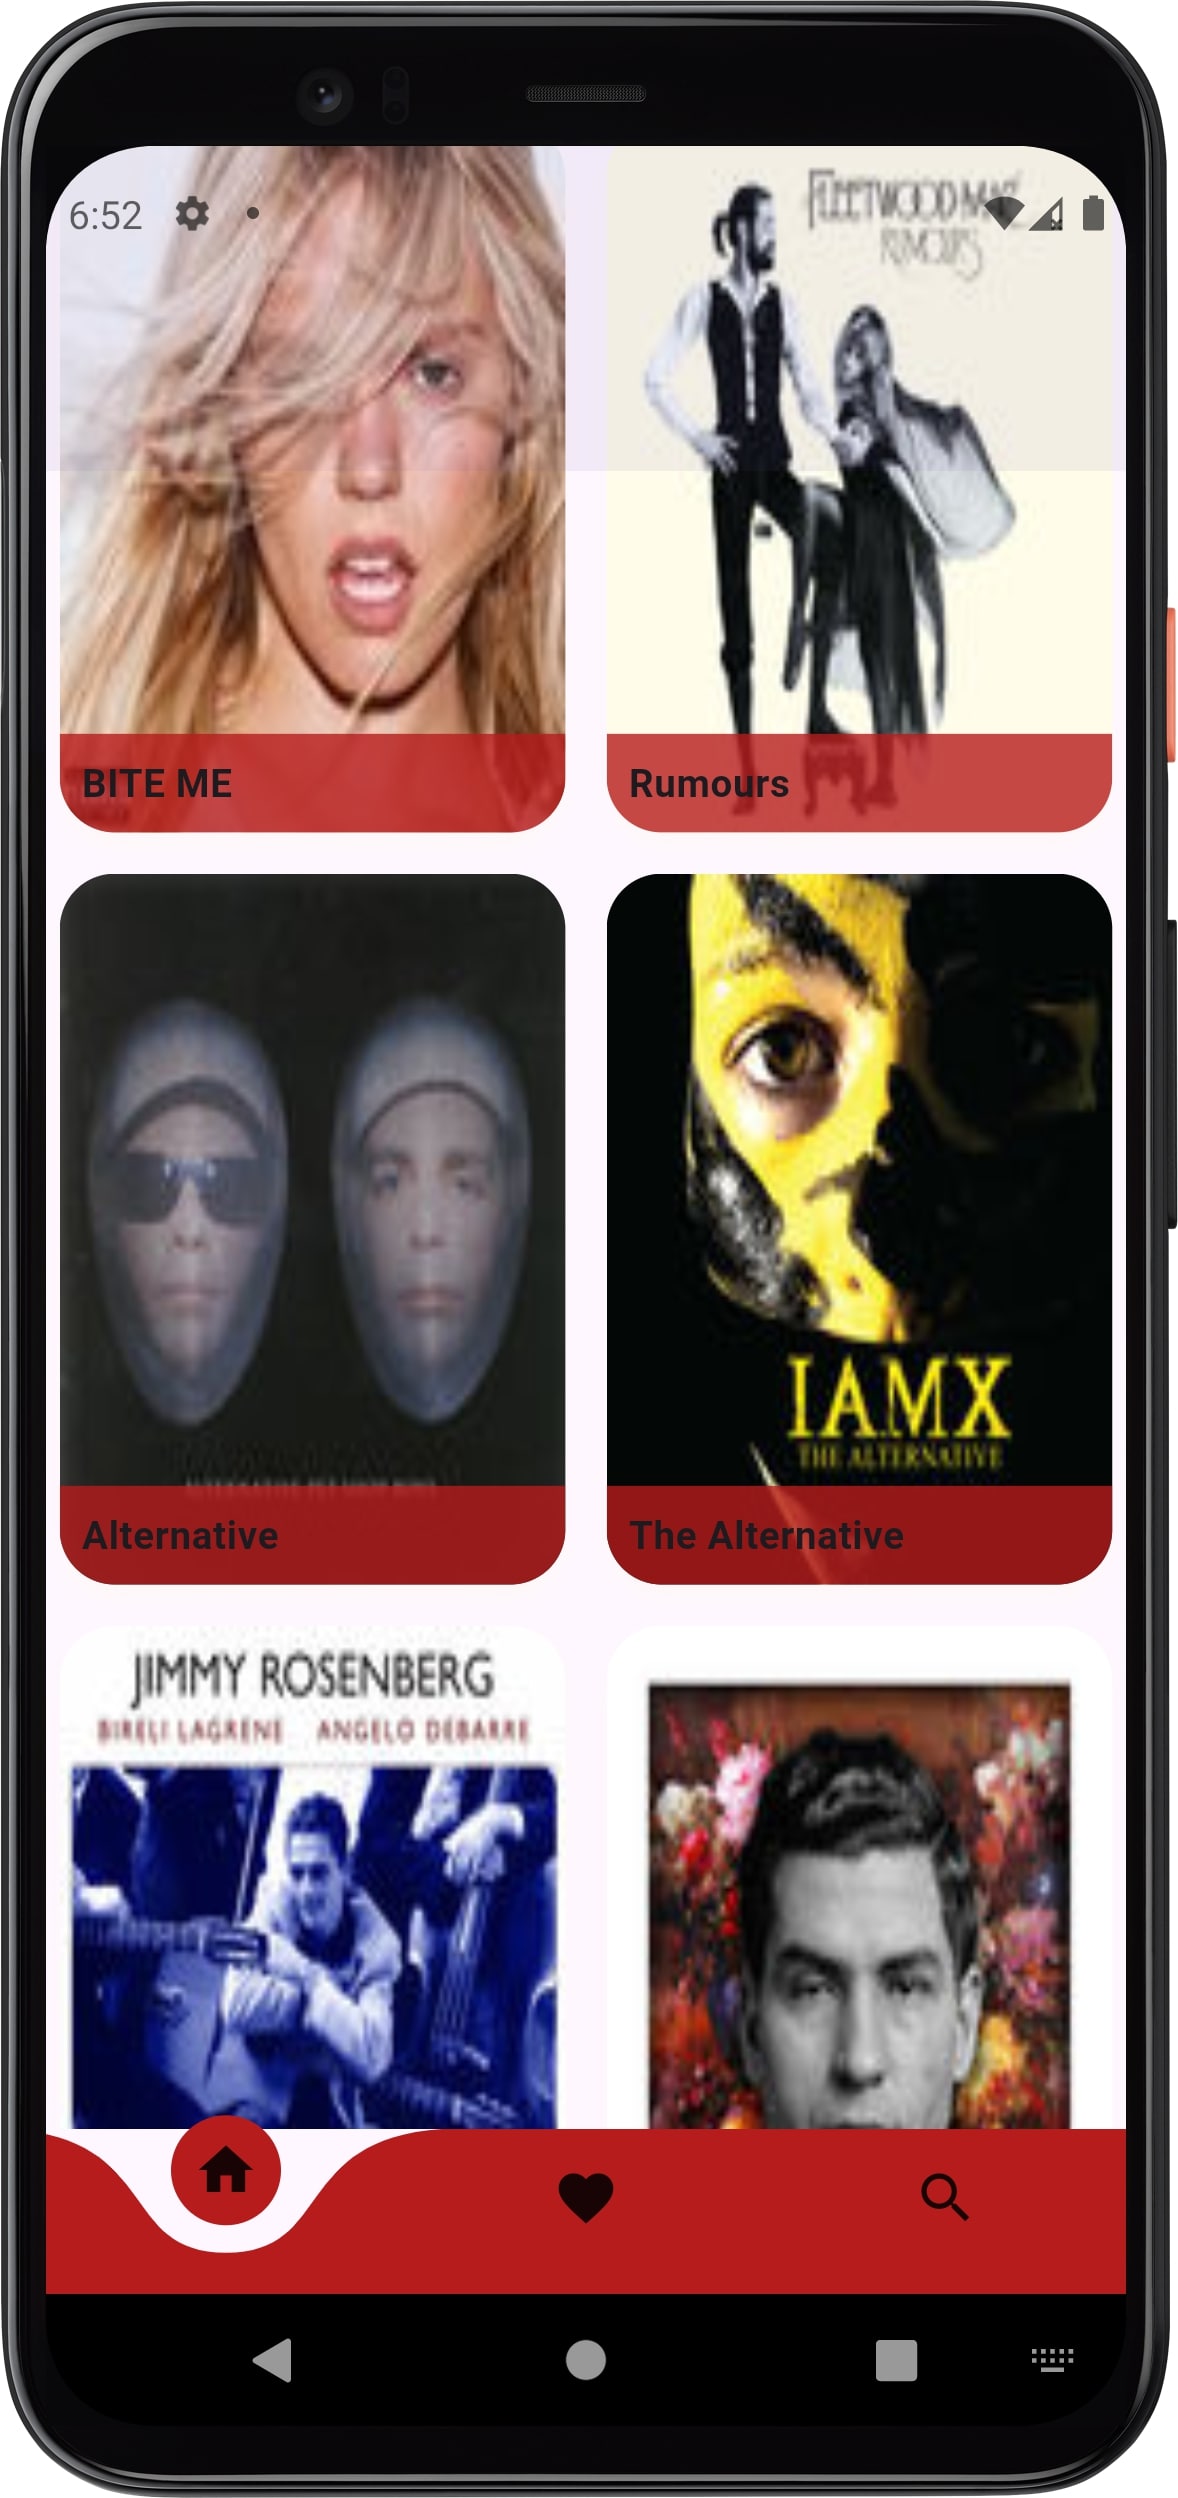 6:52
FLEETWOOD MAC
RUMOURS
BITE ME
Rumours
IAMX
THE ALTERNATIVE
Alternative
The Alternative
JIMMY ROSENBERG
BIRELI LAGRENE ANGELO DEBARRE